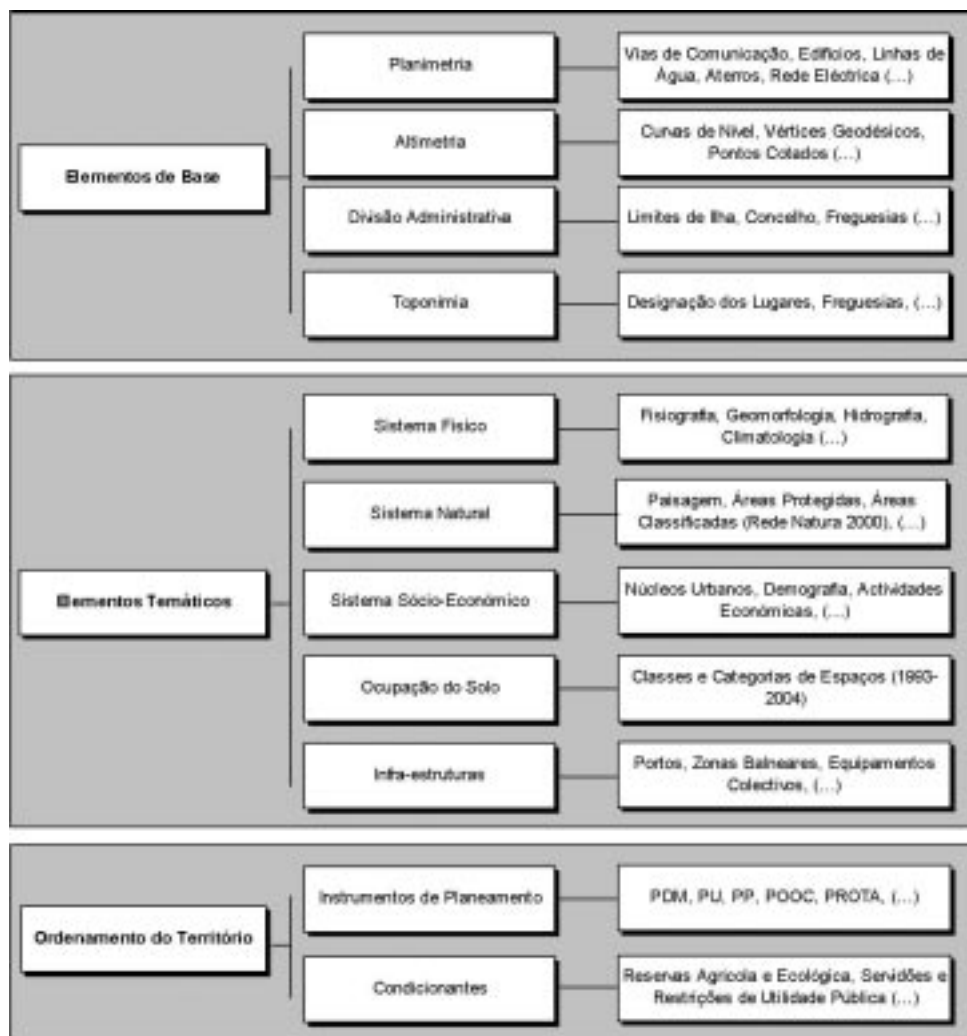 Elementos de Base
Planimetria
Vias de Comunicação, Edifícios, Linhas de
Água, Aterros, Rede Eléctrica (...)
Altimetria
Curvas de Nível, Vértices Geodésicos,
Pontos Cotados (...)
Divisão Administrativa
Limites de Ilha, Concelho, Freguesias (...)
Toponímia
Designação dos Lugares, Freguesias, (...)
Elementos Temáticos
Sistema Físico
Fisiografia, Geomorfologia, Hidrografia,
Climatologia (...)
Sistema Natural
Paisagem, Áreas Protegidas, Áreas
Classificadas (Rede Natura 2000), (...)
Sistema Sócio-Económico
Núcleos Urbanos, Demografia, Actividades
Económicas, (...)
Ocupação do Solo
Classes e Categorias de Espaços (1993-
2004)
Infra-estruturas
Portos, Zonas Balneares, Equipamentos
Colectivos, (...)
Ordenamento do Território
Instrumentos de Planeamento
PDM, PU, PP, POOC, PROTA, (...)
Condicionantes
Reservas Agrícola e Ecológica, Servidões e
Restrições de Utilidade Pública (...)